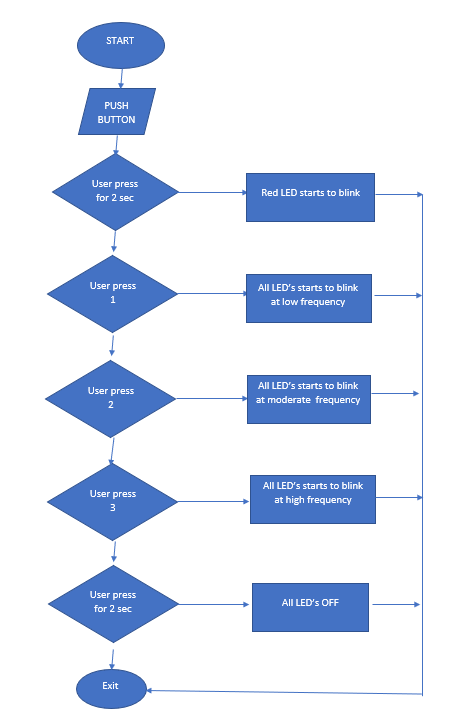 START
PUSH
BUTTON
User press
for 2 sec
Red LED starts to blink
User press
1
All LED's starts to blink
at low frequency
User press
2
All LED's starts to blink
at moderate frequency
User press
3
All LED's starts to blink
at high frequency
User press
for 2 sec
All LED's OFF
Exit